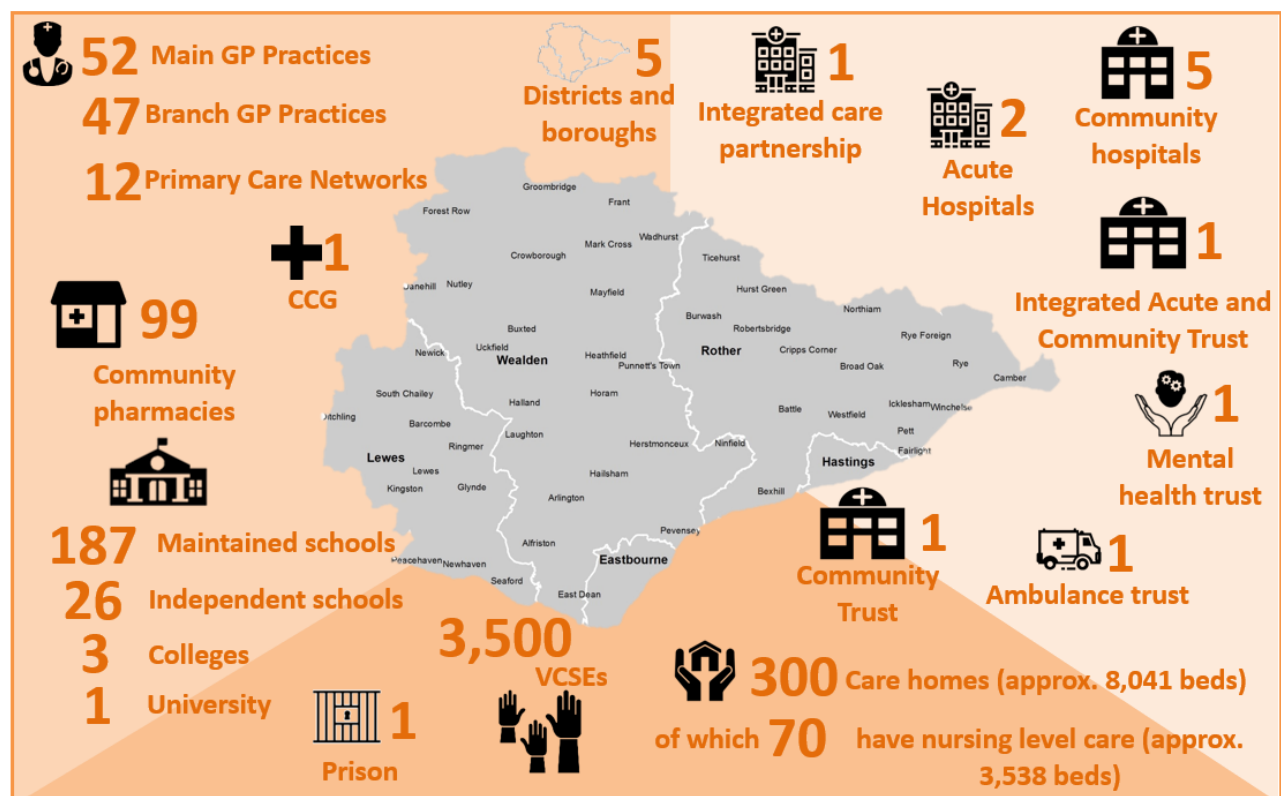 52 Main GP Practices
47 Branch GP Practices
12 Primary Care Networks
1
CCG
99
Community
pharmacies
187 Maintained schools
26 Independent schools
3 Colleges
1 University
1
Prison
3,500
VCSEs
5
Districts and
boroughs
1
Integrated care
partnership
2
Acute
Hospitals
5
Community
hospitals
1
Integrated Acute and
Community Trust
1
Mental
health trust
1
Ambulance trust
1
Community
Trust
300 Care homes (approx. 8,041 beds)
of which 70 have nursing level care (approx.
3,538 beds)
Groombridge
Forest Row
Frant
Wadhurst
Mark Cross
Crowborough
Ticehurst
Nutley
Mayfield
Hurst Green
Burwash
Northiam
Robertsbridge
Buxted
Uckfield
Newick
Wealden
Heathfield
Punnett's Town
Rother
Cripps Corner
Rye Foreign
Broad Oak
Rye
Camber
South Chailey
Halland
Horam
Battle
Westfield
Icklesham
Winchelse
Barcombe
Laughton
Pett
Ringmer
Herstmonceux
Ninfield
Fairlight
Lewes
Lewes
Hastings
Hailsham
Kingston
Glynde
Arlington
Bexhill
Pevensey
Alfriston
Eastbourne
Peacehaven
Newhaven
Seaford
East Dean